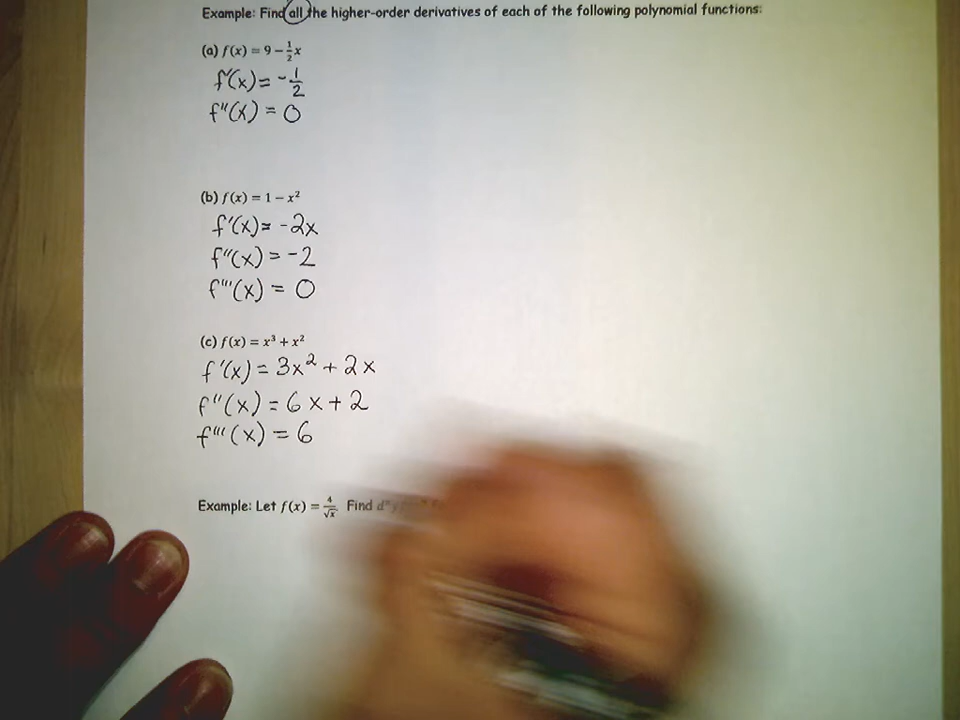 Example: Find all the higher-order derivatives of each of the following polynomial functions:
(a) f(x) = 9 − 1/2 x
f'(x) = -1/2
f''(x) = 0
(b) f(x) = 1 − x²
f'(x) = -2x
f''(x) = -2
f'''(x) = 0
(c) f(x) = x³ + x²
f'(x) = 3x² + 2x
f''(x) = 6x + 2
f'''(x) = 6
Example: Let f(x) = 4/√x. Find